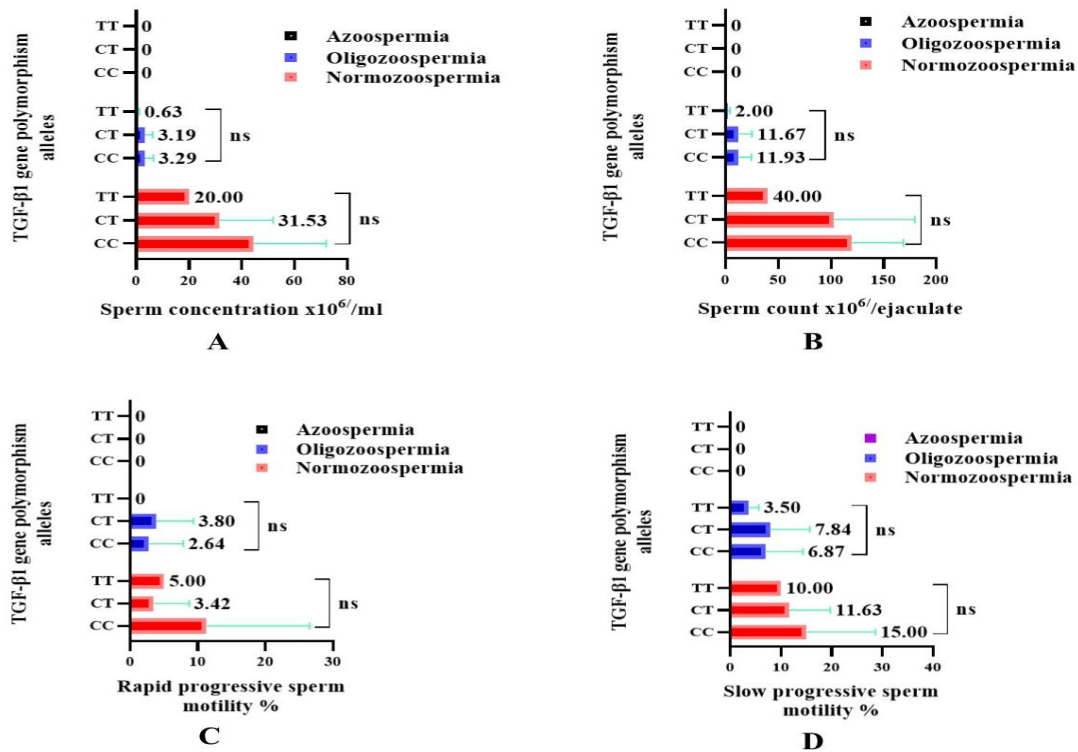 TGF-β1 gene polymorphism
alleles
TT 0
CT 0
CC 0
TT 0.63
CT 3.19
CC 3.29
ns
TT 20.00
CT 31.53
CC
ns
Azoospermia
Oligozoospermia
Normozoospermia
0 20 40 60 80
Sperm concentration x10⁶/ml
A
TGF-β1 gene polymorphism
alleles
TT 0
CT 0
CC 0
TT 2.00
CT 11.67
CC 11.93
ns
TT 40.00
CT
CC
ns
Azoospermia
Oligozoospermia
Normozoospermia
0 50 100 150 200
Sperm count x10⁶/ejaculate
B
TGF-β1 gene polymorphism
alleles
TT 0
CT 0
CC 0
TT 0
CT 3.80
CC 2.64
ns
TT 5.00
CT 3.42
CC
ns
Azoospermia
Oligozoospermia
Normozoospermia
0 10 20 30
Rapid progressive sperm
motility %
C
TGF-β1 gene polymorphism
alleles
TT 0
CT 0
CC 0
TT 3.50
CT 7.84
CC 6.87
ns
TT 10.00
CT 11.63
CC 15.00
ns
Azoospermia
Oligozoospermia
Normozoospermia
0 10 20 30 40
Slow progressive sperm
motility %
D